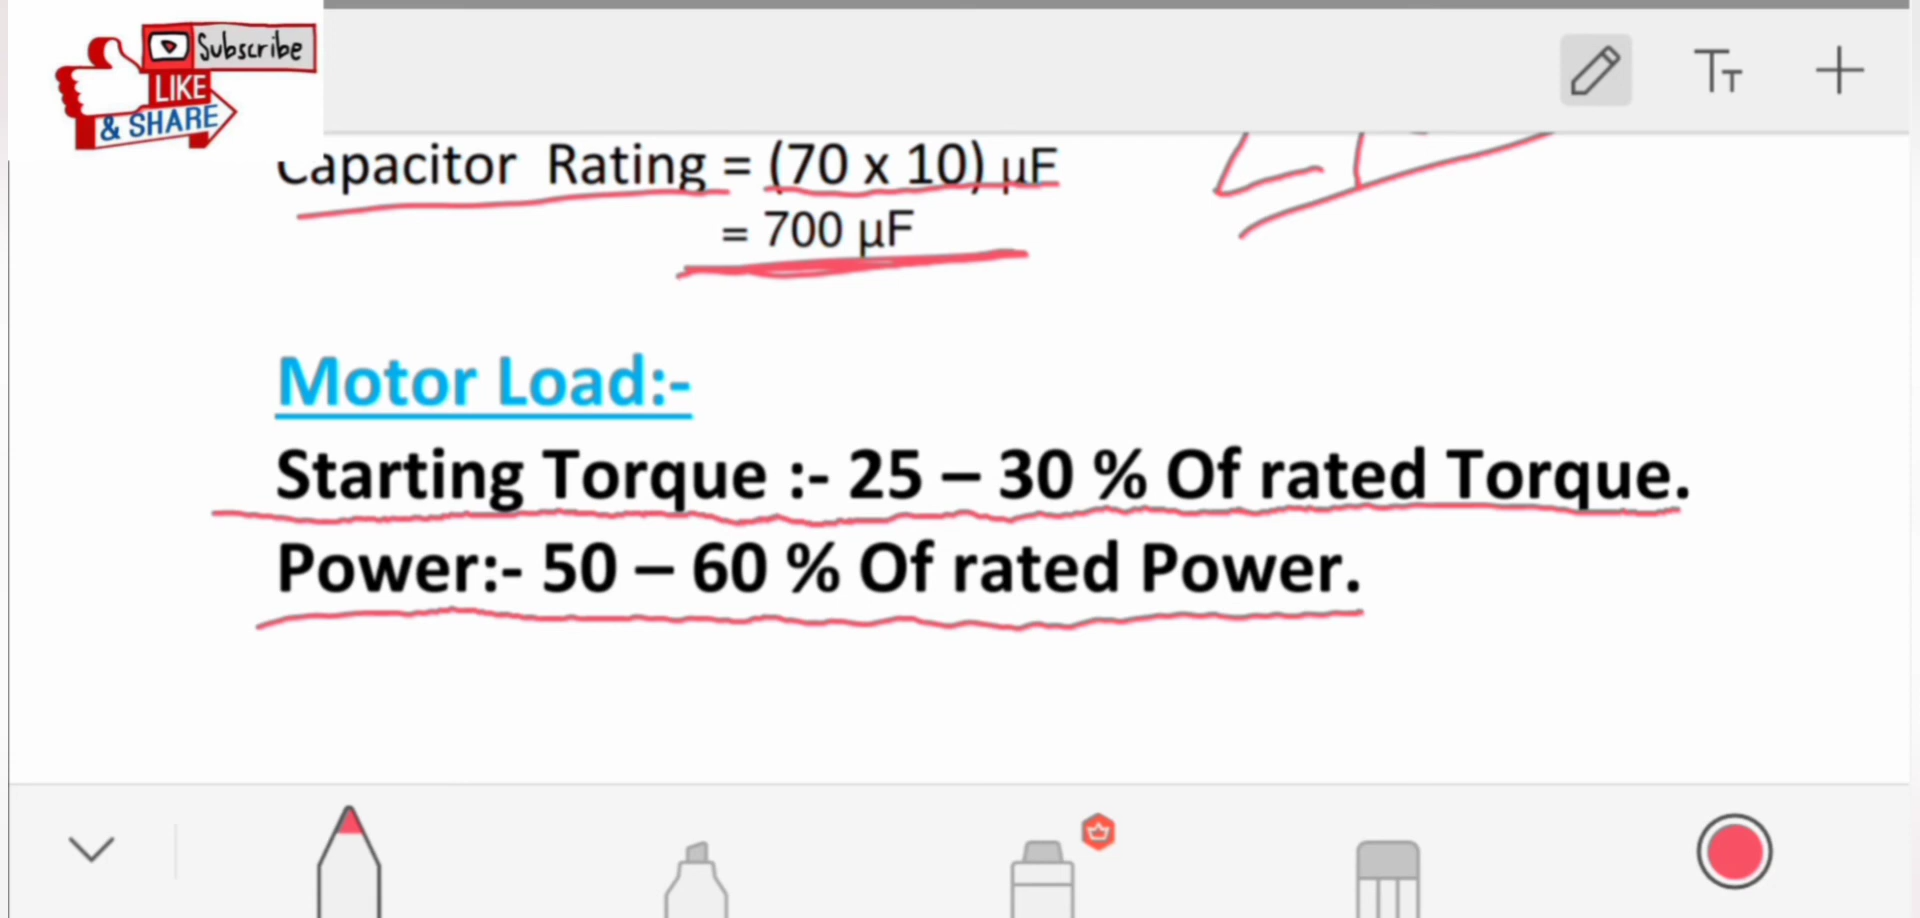 Subscribe
LIKE
& SHARE
Capacitor Rating = (70 x 10) µF
= 700 µF
Motor Load:-
Starting Torque :- 25 – 30 % Of rated Torque.
Power:- 50 – 60 % Of rated Power.